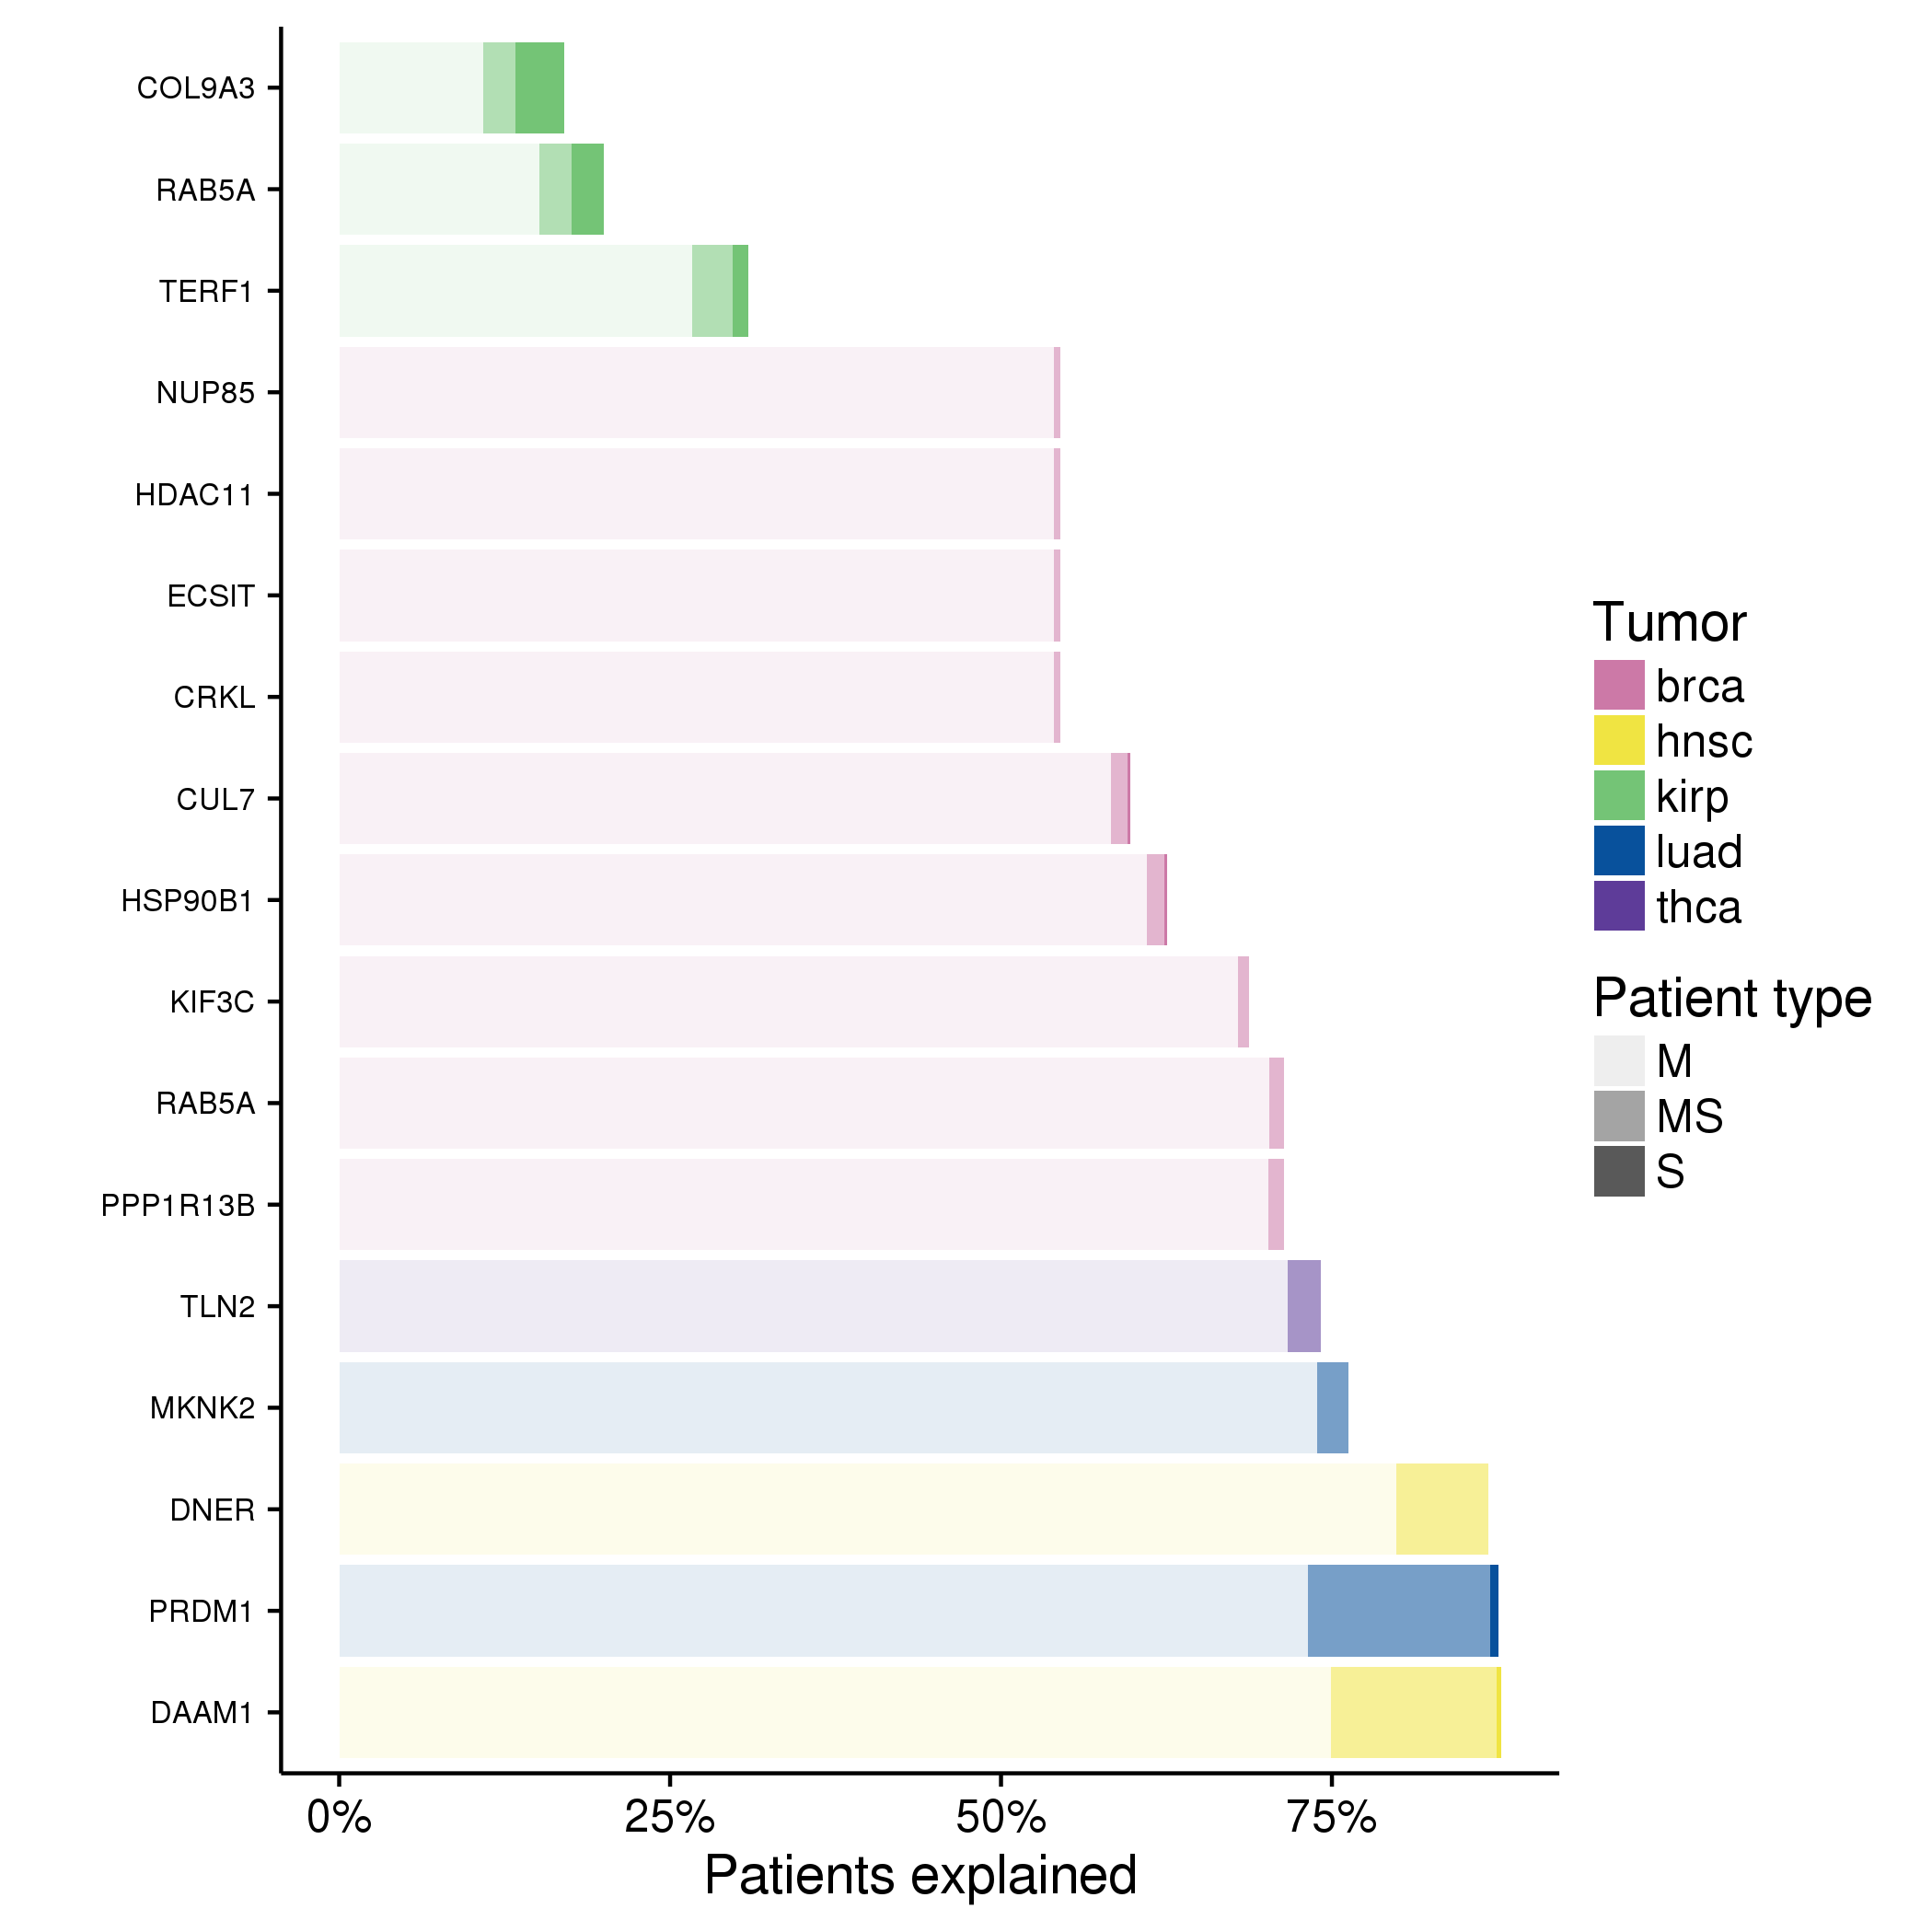 COL9A3
RAB5A
TERF1
NUP85
HDAC11
ECSIT
CRKL
CUL7
HSP90B1
KIF3C
RAB5A
PPP1R13B
TLN2
MKNK2
DNER
PRDM1
DAAM1
0% 25% 50% 75%
Patients explained
Tumor
brca
hnsc
kirp
luad
thca
Patient type
M
MS
S